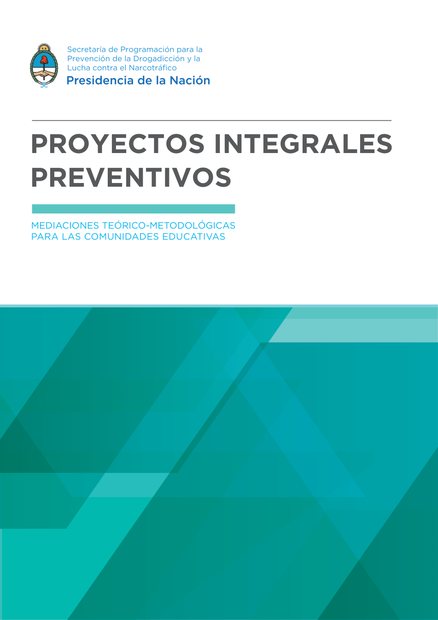 Secretaría de Programación para la
Prevención de la Drogadicción y la
Lucha contra el Narcotráfico
Presidencia de la Nación
PROYECTOS INTEGRALES
PREVENTIVOS
MEDIACIONES TEÓRICO-METODOLÓGICAS
PARA LAS COMUNIDADES EDUCATIVAS